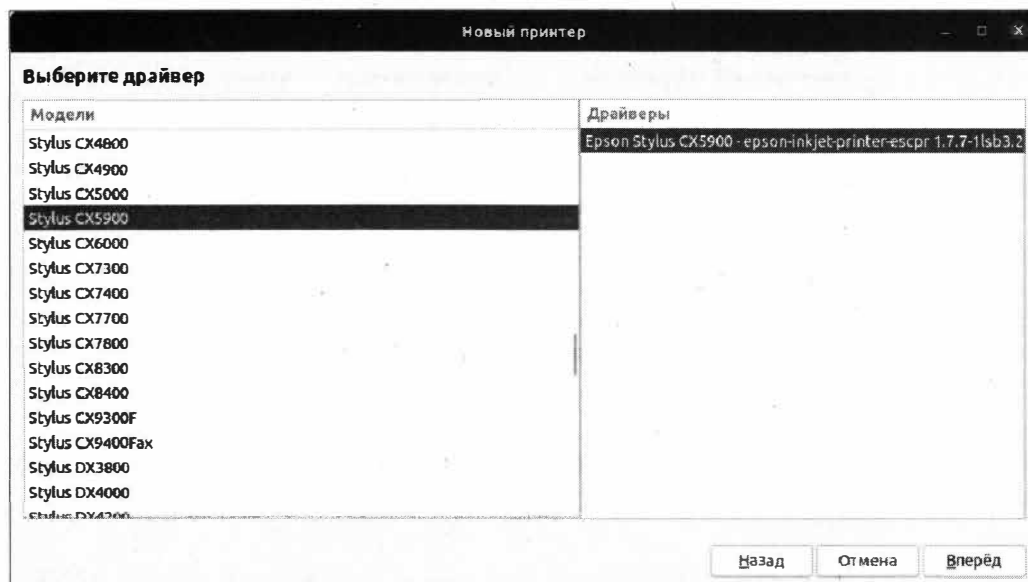 Новый принтер
Выберите драйвер
Модели
Stylus CX4800
Stylus CX4900
Stylus CX5000
Stylus CX5900
Stylus CX6000
Stylus CX7300
Stylus CX7400
Stylus CX7700
Stylus CX7800
Stylus CX8300
Stylus CX8400
Stylus CX9300F
Stylus CX9400Fax
Stylus DX3800
Stylus DX4000
Stylus DX4200
Драйверы
Epson Stylus CX5900 - epson-inkjet-printer-escpr 1.7.7-1lsb3.2
Назад
Отмена
Вперёд